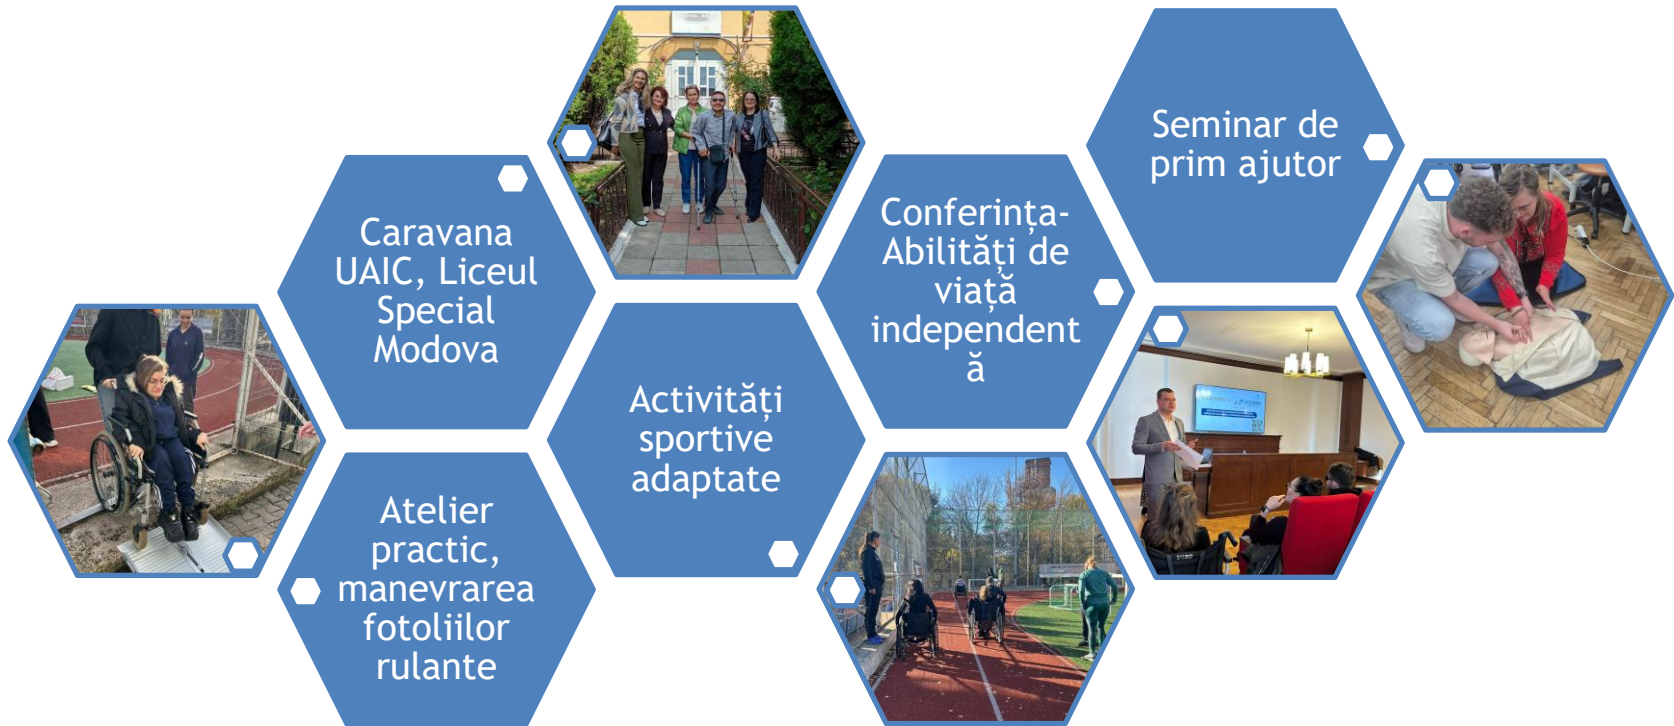 Caravana
UAIC, Liceul
Special
Modova
Atelier
practic,
manevrarea
fotoliilor
rulante
Activități
sportive
adaptate
Conferința-
Abilități de
viață
independent
ă
Seminar de
prim ajutor